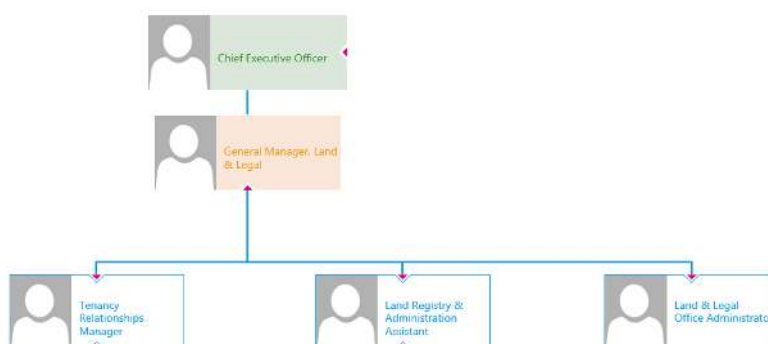 Chief Executive Officer
General Manager, Land
& Legal
Tenancy
Relationships
Manager
Land Registry &
Administration
Assistant
Land & Legal
Office Administrato